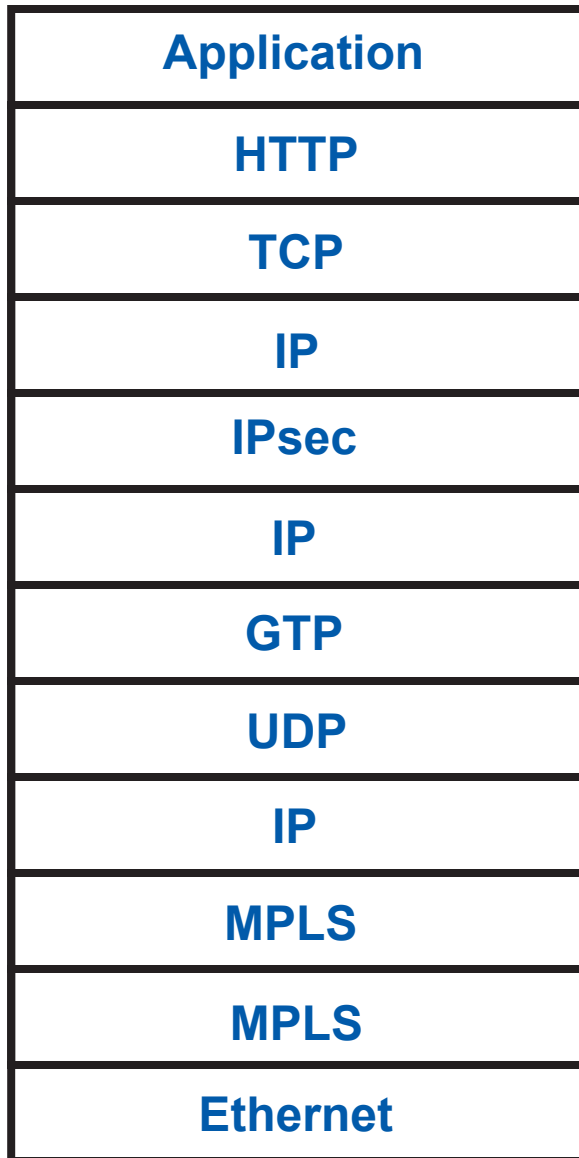 Application
HTTP
TCP
IP
IPsec
IP
GTP
UDP
IP
MPLS
MPLS
Ethernet